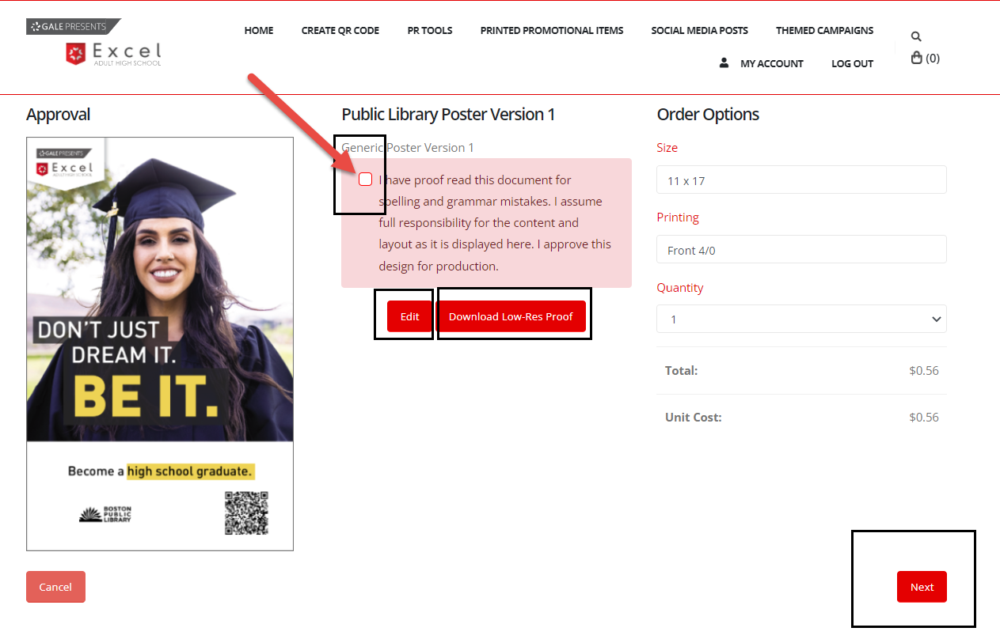 GALE PRESENTS
Excel
ADULT HIGH SCHOOL
HOME CREATE QR CODE PR TOOLS PRINTED PROMOTIONAL ITEMS SOCIAL MEDIA POSTS THEMED CAMPAIGNS
MY ACCOUNT LOG OUT
(0)
Approval
GALE PRESENTS
Excel
ADULT HIGH SCHOOL
DON'T JUST
DREAM IT.
BE IT.
Become a high school graduate.
BOSTON
PUBLIC
LIBRARY
Cancel
Public Library Poster Version 1
Generic Poster Version 1
I have proof read this document for
spelling and grammar mistakes. I assume
full responsibility for the content and
layout as it is displayed here. I approve this
design for production.
Edit Download Low-Res Proof
Order Options
Size
11 x 17
Printing
Front 4/0
Quantity
1
Total: $0.56
Unit Cost: $0.56
Next